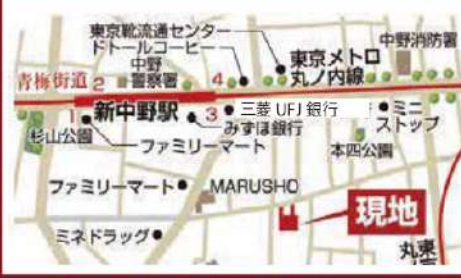 東京靴流通センター
ドトールコーヒー
中野
警察署
東京メトロ
丸ノ内線
中野消防署
青梅街道
2
4
新中野駅
三菱 UFJ 銀行
ミニ
ストップ
1
3
みずほ銀行
杉山公園
ファミリーマート
本四公園
ファミリーマート
MARUSHO
現地
ミネドラッグ
丸東